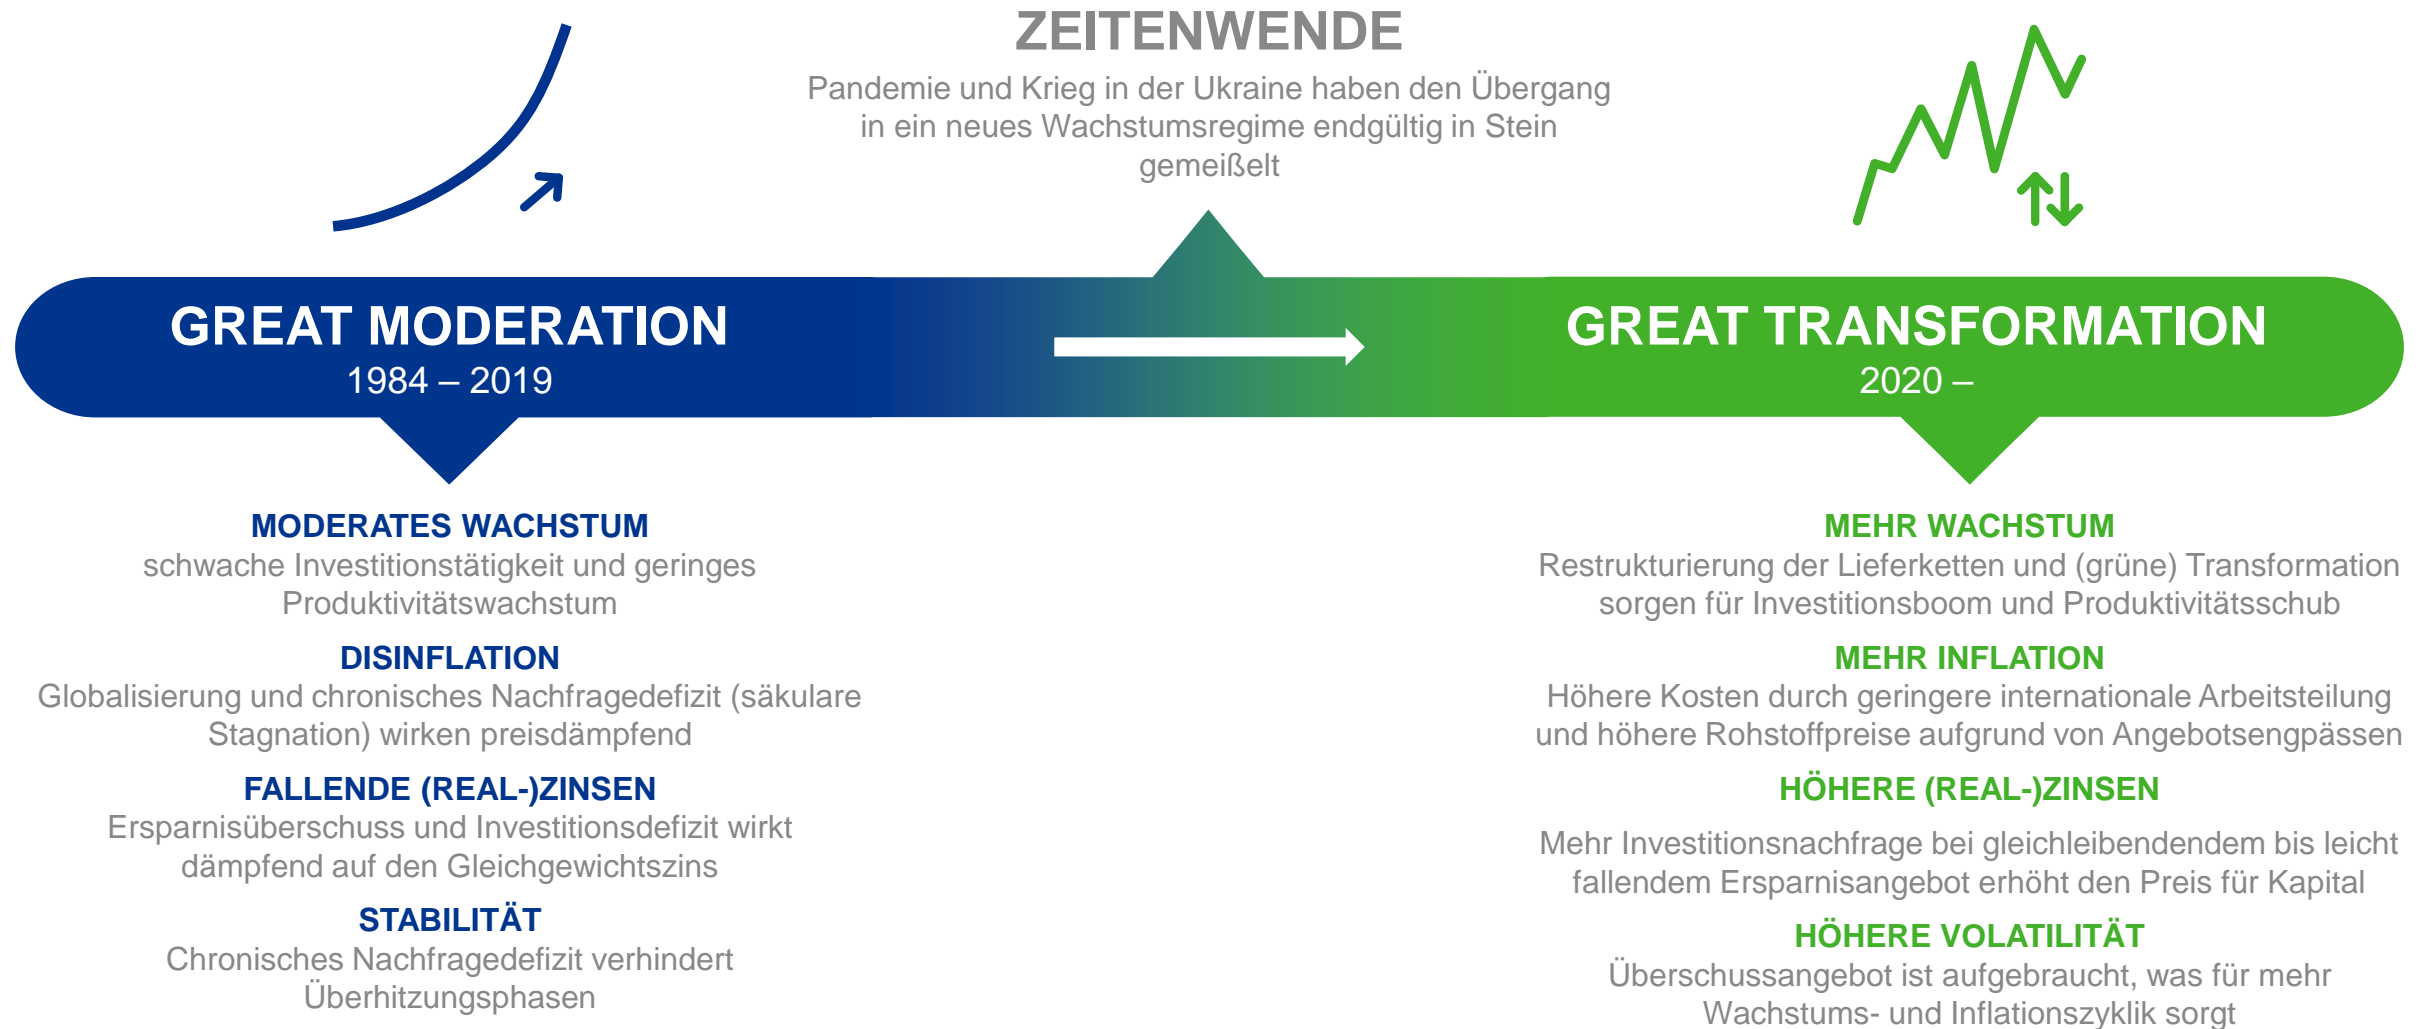 ZEITENWENDE
Pandemie und Krieg in der Ukraine haben den Übergang
in ein neues Wachstumsregime endgültig in Stein
gemeißelt
GREAT MODERATION
1984 – 2019
GREAT TRANSFORMATION
2020 –
MODERATES WACHSTUM
schwache Investitionstätigkeit und geringes
Produktivitätswachstum
DISINFLATION
Globalisierung und chronisches Nachfragedefizit (säkulare
Stagnation) wirken preisdämpfend
FALLENDE (REAL-)ZINSEN
Ersparnisüberschuss und Investitionsdefizit wirkt
dämpfend auf den Gleichgewichtszins
STABILITÄT
Chronisches Nachfragedefizit verhindert
Überhitzungsphasen
MEHR WACHSTUM
Restrukturierung der Lieferketten und (grüne) Transformation
sorgen für Investitionsboom und Produktivitätsschub
MEHR INFLATION
Höhere Kosten durch geringere internationale Arbeitsteilung
und höhere Rohstoffpreise aufgrund von Angebotsengpässen
HÖHERE (REAL-)ZINSEN
Mehr Investitionsnachfrage bei gleichleibendendem bis leicht
fallendem Ersparnisangebot erhöht den Preis für Kapital
HÖHERE VOLATILITÄT
Überschussangebot ist aufgebraucht, was für mehr
Wachstums- und Inflationszyklik sorgt